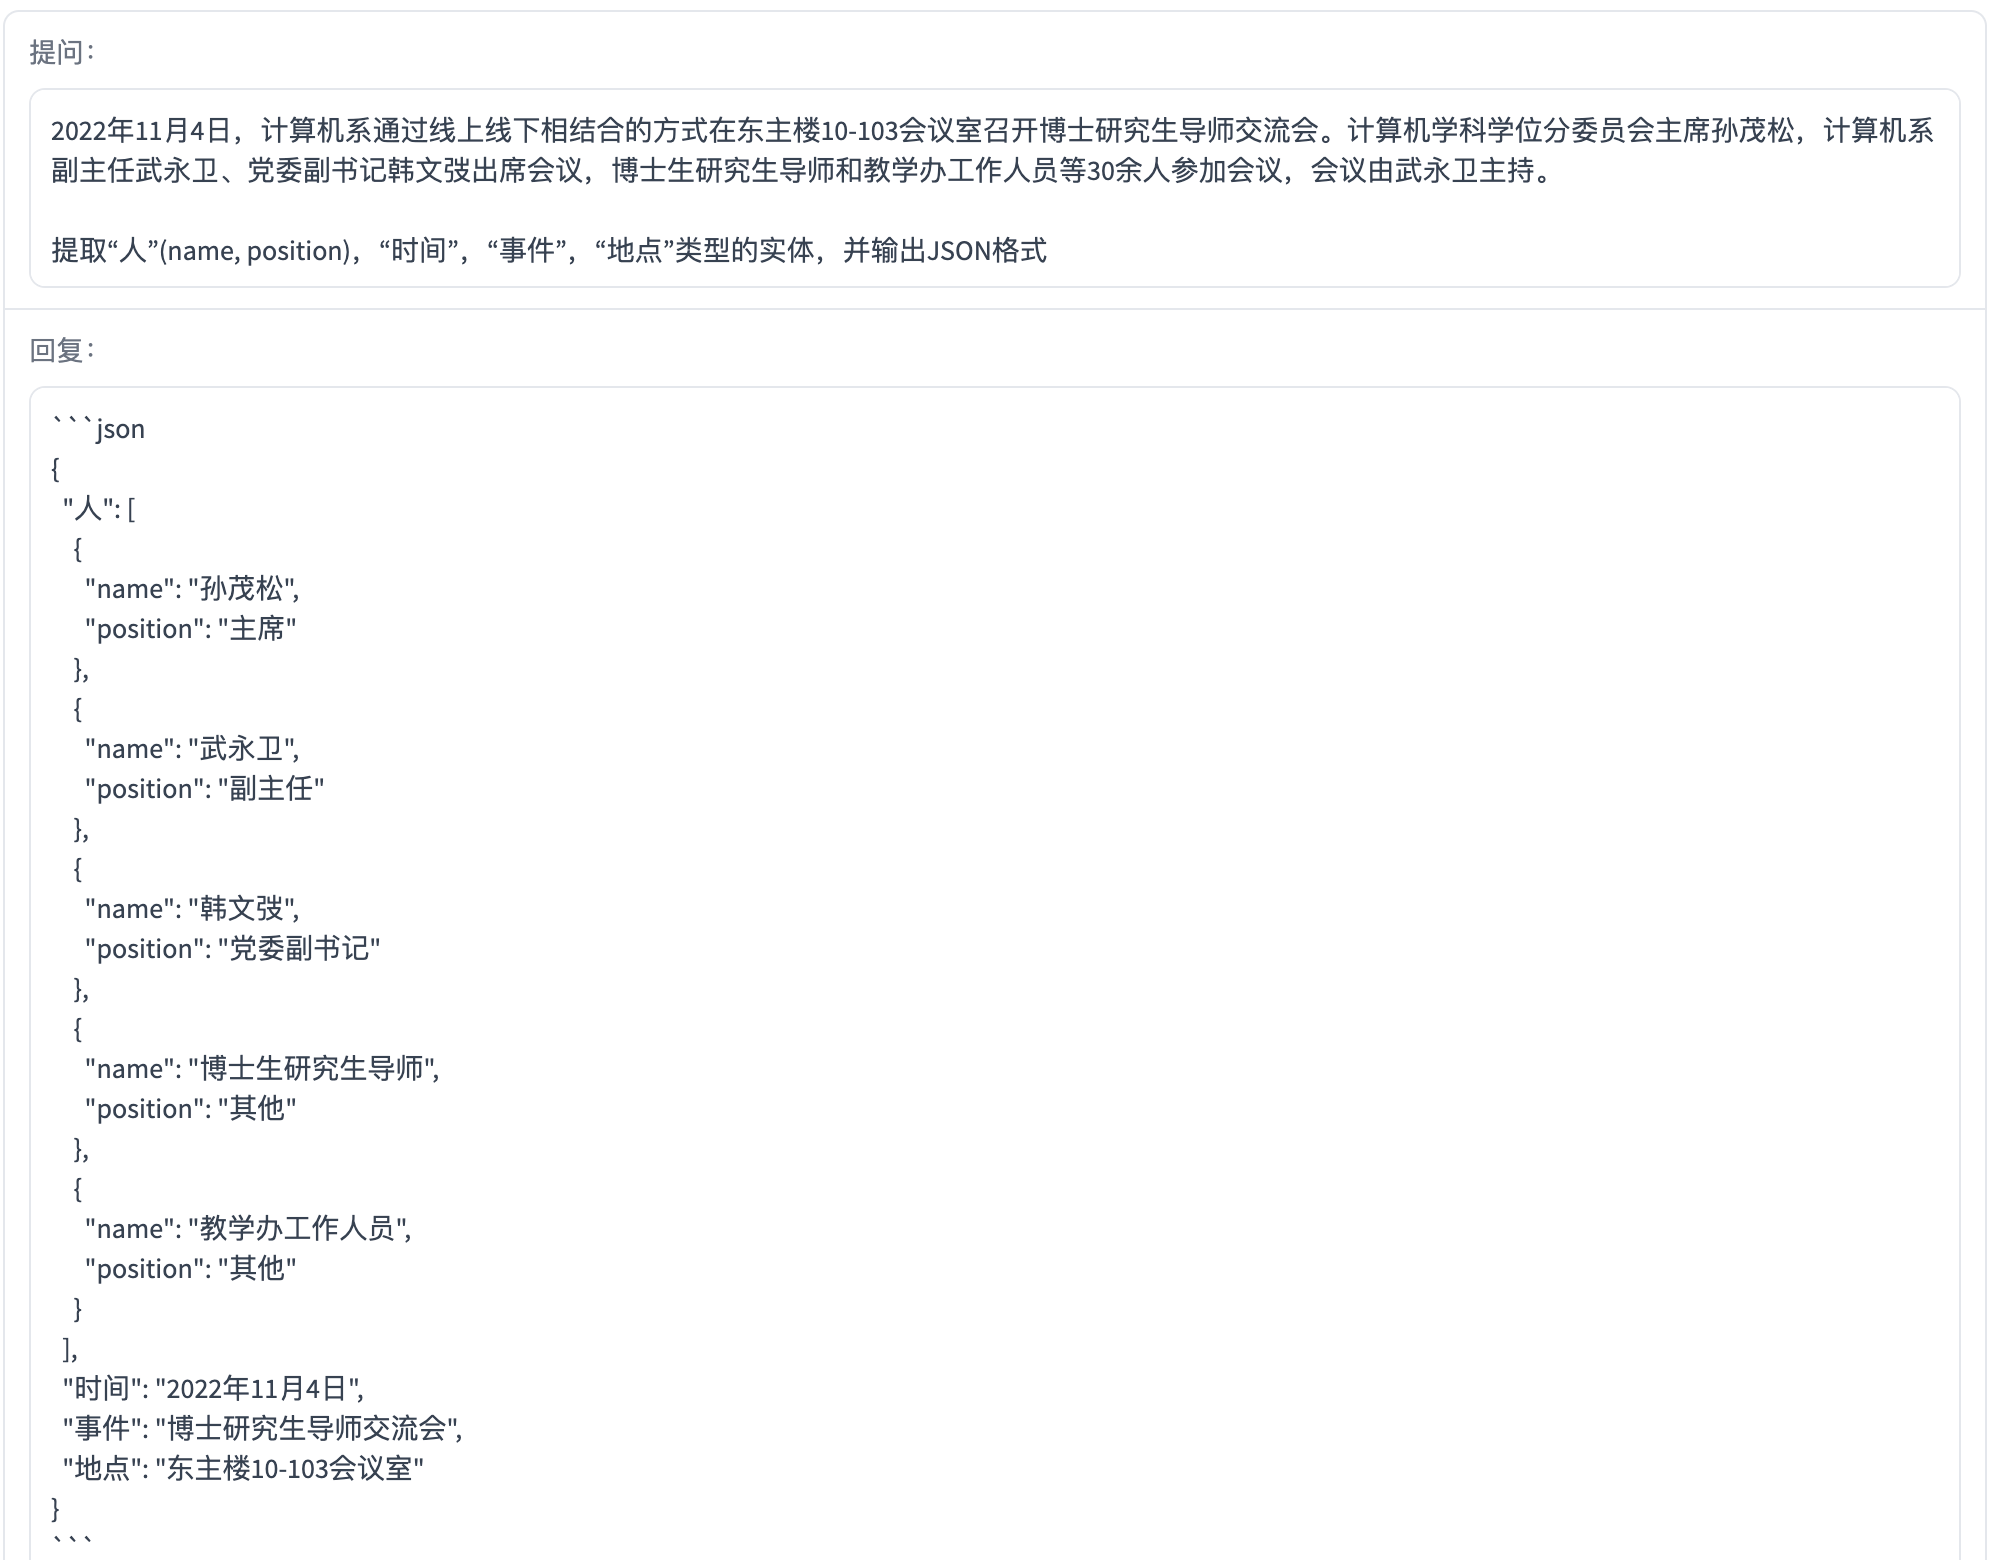 提问：
2022年11月4日，计算机系通过线上线下相结合的方式在东主楼10-103会议室召开博士研究生导师交流会。计算机学科学位分委员会主席孙茂松，计算机系
副主任武永卫、党委副书记韩文弢出席会议，博士生研究生导师和教学办工作人员等30余人参加会议，会议由武永卫主持。
提取“人”(name, position)，“时间”，“事件”，“地点”类型的实体，并输出JSON格式
回复：
```json
{
  "人": [
    {
      "name": "孙茂松",
      "position": "主席"
    },
    {
      "name": "武永卫",
      "position": "副主任"
    },
    {
      "name": "韩文弢",
      "position": "党委副书记"
    },
    {
      "name": "博士生研究生导师",
      "position": "其他"
    },
    {
      "name": "教学办工作人员",
      "position": "其他"
    }
  ],
  "时间": "2022年11月4日",
  "事件": "博士研究生导师交流会",
  "地点": "东主楼10-103会议室"
}
```